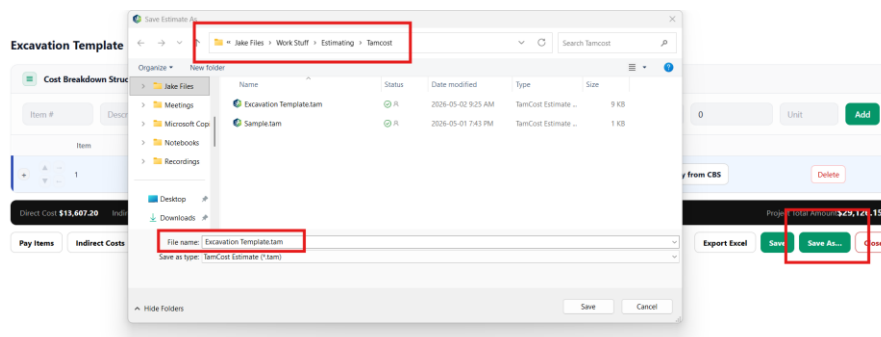 Save Estimate As
Excavation Template
« Jake Files > Work Stuff > Estimating > Tamcost
Search Tamcost
Organize
New folder
Cost Breakdown Struc
Jake Files
Meetings
Microsoft Cop
Notebooks
Recordings
Desktop
Downloads
Name Status Date modified Type Size
Excavation Template.tam 2026-05-02 9:25 AM TamCost Estimate ... 9 KB
Sample.tam 2026-05-01 7:43 PM TamCost Estimate ... 1 KB
Item # Descr 0 Unit Add
Item
+ 1 y from CBS Delete
Direct Cost $13,607.20 Indir Project Total Amount $29,126.15
File name: Excavation Template.tam
Save as type: TamCost Estimate (*.tam)
Pay Items Indirect Costs Export Excel Save Save As... Close
Hide Folders Save Cancel